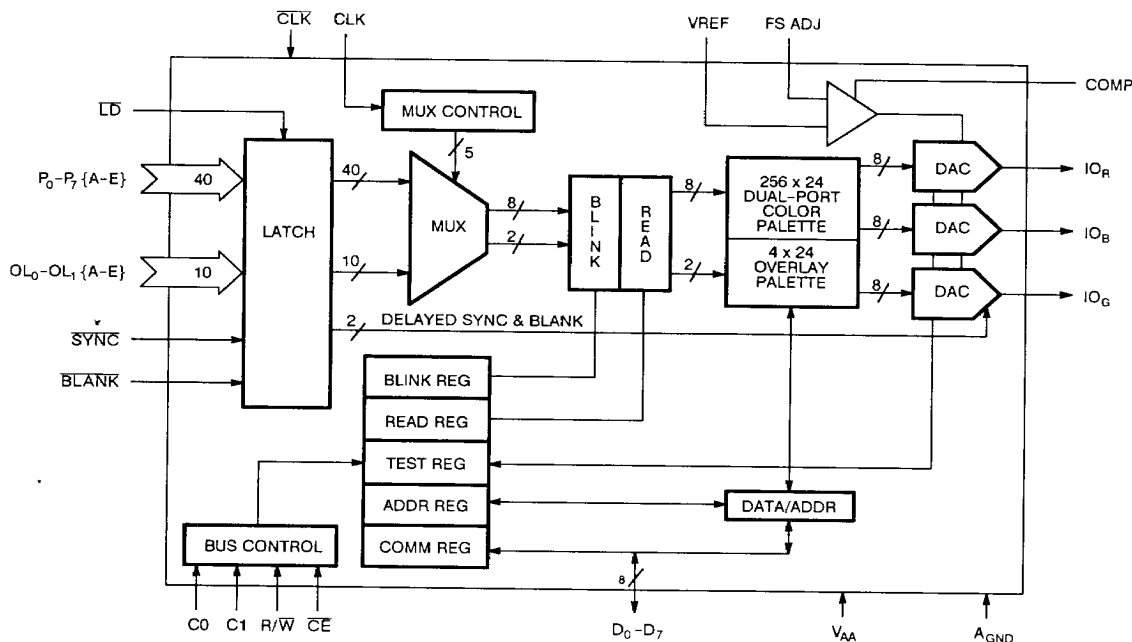 CLK CLK VREF FS ADJ
COMP
LD
MUX CONTROL
5
P0-P7 {A-E} 40
40
LATCH
MUX
8
2
BLINK
READ
8
2
256 x 24
DUAL-PORT
COLOR
PALETTE
4 x 24
OVERLAY
PALETTE
8 DAC IOR
8 DAC IOB
8 DAC IOG
OL0-OL1 {A-E} 10
10
2 DELAYED SYNC & BLANK
SYNC
BLANK
BLINK REG
READ REG
TEST REG
ADDR REG
COMM REG
DATA/ADDR
BUS CONTROL
8
C0 C1 R/W CE D0-D7 VAA AGND